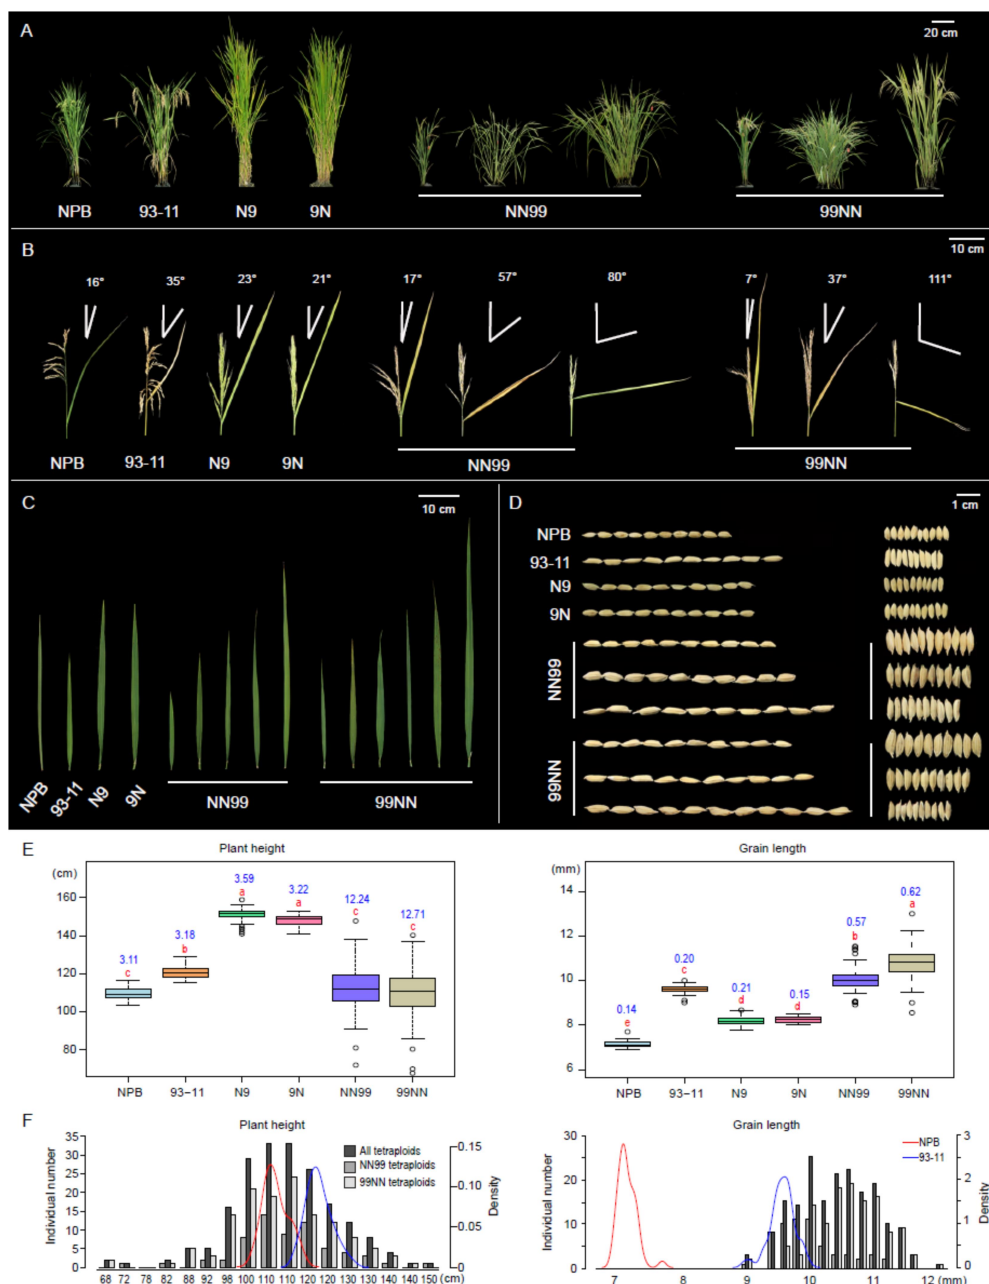 A
20 cm
NPB 93-11 N9 9N NN99 99NN
B
10 cm
16° 35° 23° 21° 17° 57° 80° 7° 37° 111°
NPB 93-11 N9 9N NN99 99NN
C
10 cm
NPB 93-11 N9 9N NN99 99NN
D
1 cm
NPB
93-11
N9
9N
NN99
99NN
E
Plant height
(cm)
160
140
120
100
80
3.11 3.18 3.59 3.22 12.24 12.71
c b a a c c
NPB 93-11 N9 9N NN99 99NN
Grain length
(mm)
14
12
10
8
6
0.14 0.20 0.21 0.15 0.57 0.62
e c d d b a
NPB 93-11 N9 9N NN99 99NN
F
Plant height
Individual number
35
30
25
20
15
10
5
0
All tetraploids
NN99 tetraploids
99NN tetraploids
0.15
0.10
0.05
0
Density
68 72 78 82 88 92 98 100 110 110 120 120 130 130 140 140 150 (cm)
Grain length
Individual number
30
20
10
0
NPB
93-11
3
2
1
0
Density
7 8 9 10 11 12 (mm)